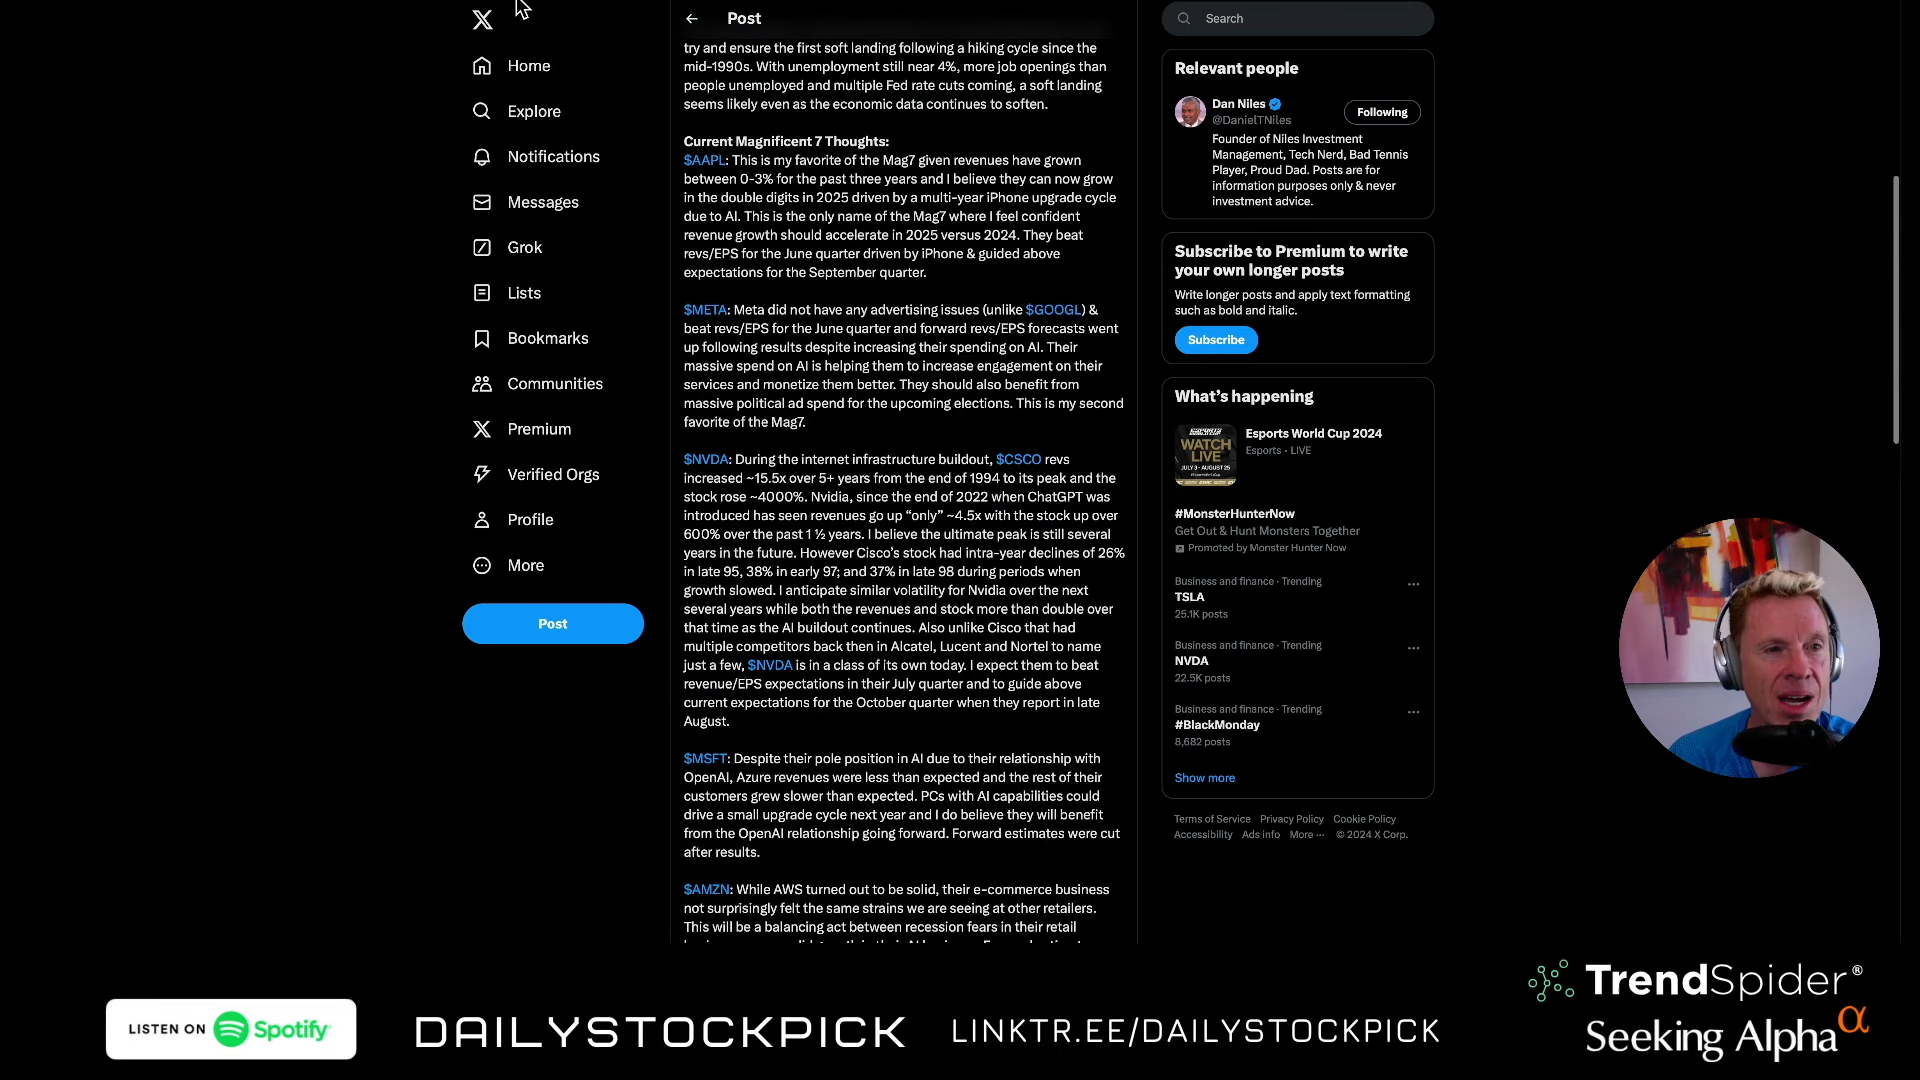 Home
Explore
Notifications
Messages
Grok
Lists
Bookmarks
Communities
Premium
Verified Orgs
Profile
More
Post
Post
try and ensure the first soft landing following a hiking cycle since the
mid-1990s. With unemployment still near 4%, more job openings than
people unemployed and multiple Fed rate cuts coming, a soft landing
seems likely even as the economic data continues to soften.
Current Magnificent 7 Thoughts:
$AAPL: This is my favorite of the Mag7 given revenues have grown
between 0-3% for the past three years and I believe they can now grow
in the double digits in 2025 driven by a multi-year iPhone upgrade cycle
due to AI. This is the only name of the Mag7 where I feel confident
revenue growth should accelerate in 2025 versus 2024. They beat
revs/EPS for the June quarter driven by iPhone & guided above
expectations for the September quarter.
$META: Meta did not have any advertising issues (unlike $GOOGL) &
beat revs/EPS for the June quarter and forward revs/EPS forecasts went
up following results despite increasing their spending on AI. Their
massive spend on AI is helping them to increase engagement on their
services and monetize them better. They should also benefit from
massive political ad spend for the upcoming elections. This is my second
favorite of the Mag7.
$NVDA: During the internet infrastructure buildout, $CSCO revs
increased ~15.5x over 5+ years from the end of 1994 to its peak and the
stock rose ~4000%. Nvidia, since the end of 2022 when ChatGPT was
introduced has seen revenues go up “only” ~4.5x with the stock up over
600% over the past 1 ½ years. I believe the ultimate peak is still several
years in the future. However Cisco’s stock had intra-year declines of 26%
in late 95, 38% in early 97; and 37% in late 98 during periods when
growth slowed. I anticipate similar volatility for Nvidia over the next
several years while both the revenues and stock more than double over
that time as the AI buildout continues. Also unlike Cisco that had
multiple competitors back then in Alcatel, Lucent and Nortel to name
just a few, $NVDA is in a class of its own today. I expect them to beat
revenue/EPS expectations in their July quarter and to guide above
current expectations for the October quarter when they report in late
August.
$MSFT: Despite their pole position in AI due to their relationship with
OpenAI, Azure revenues were less than expected and the rest of their
customers grew slower than expected. PCs with AI capabilities could
drive a small upgrade cycle next year and I do believe they will benefit
from the OpenAI relationship going forward. Forward estimates were cut
after results.
$AMZN: While AWS turned out to be solid, their e-commerce business
not surprisingly felt the same strains we are seeing at other retailers.
This will be a balancing act between recession fears in their retail
Search
Relevant people
Dan Niles
@DanielTNiles
Following
Founder of Niles Investment
Management, Tech Nerd, Bad Tennis
Player, Proud Dad. Posts are for
information purposes only & never
investment advice.
Subscribe to Premium to write
your own longer posts
Write longer posts and apply text formatting
such as bold and italic.
Subscribe
What’s happening
WATCH
LIVE
JULY 3 - AUGUST 25
Esports World Cup 2024
Esports · LIVE
#MonsterHunterNow
Get Out & Hunt Monsters Together
Promoted by Monster Hunter Now
Business and finance · Trending
TSLA
25.1K posts
Business and finance · Trending
NVDA
22.5K posts
Business and finance · Trending
#BlackMonday
8,682 posts
Show more
Terms of Service Privacy Policy Cookie Policy
Accessibility Ads info More ··· © 2024 X Corp.
LISTEN ON Spotify
DAILYSTOCKPICK
LINKTR.EE/DAILYSTOCKPICK
TrendSpider®
Seeking Alpha α